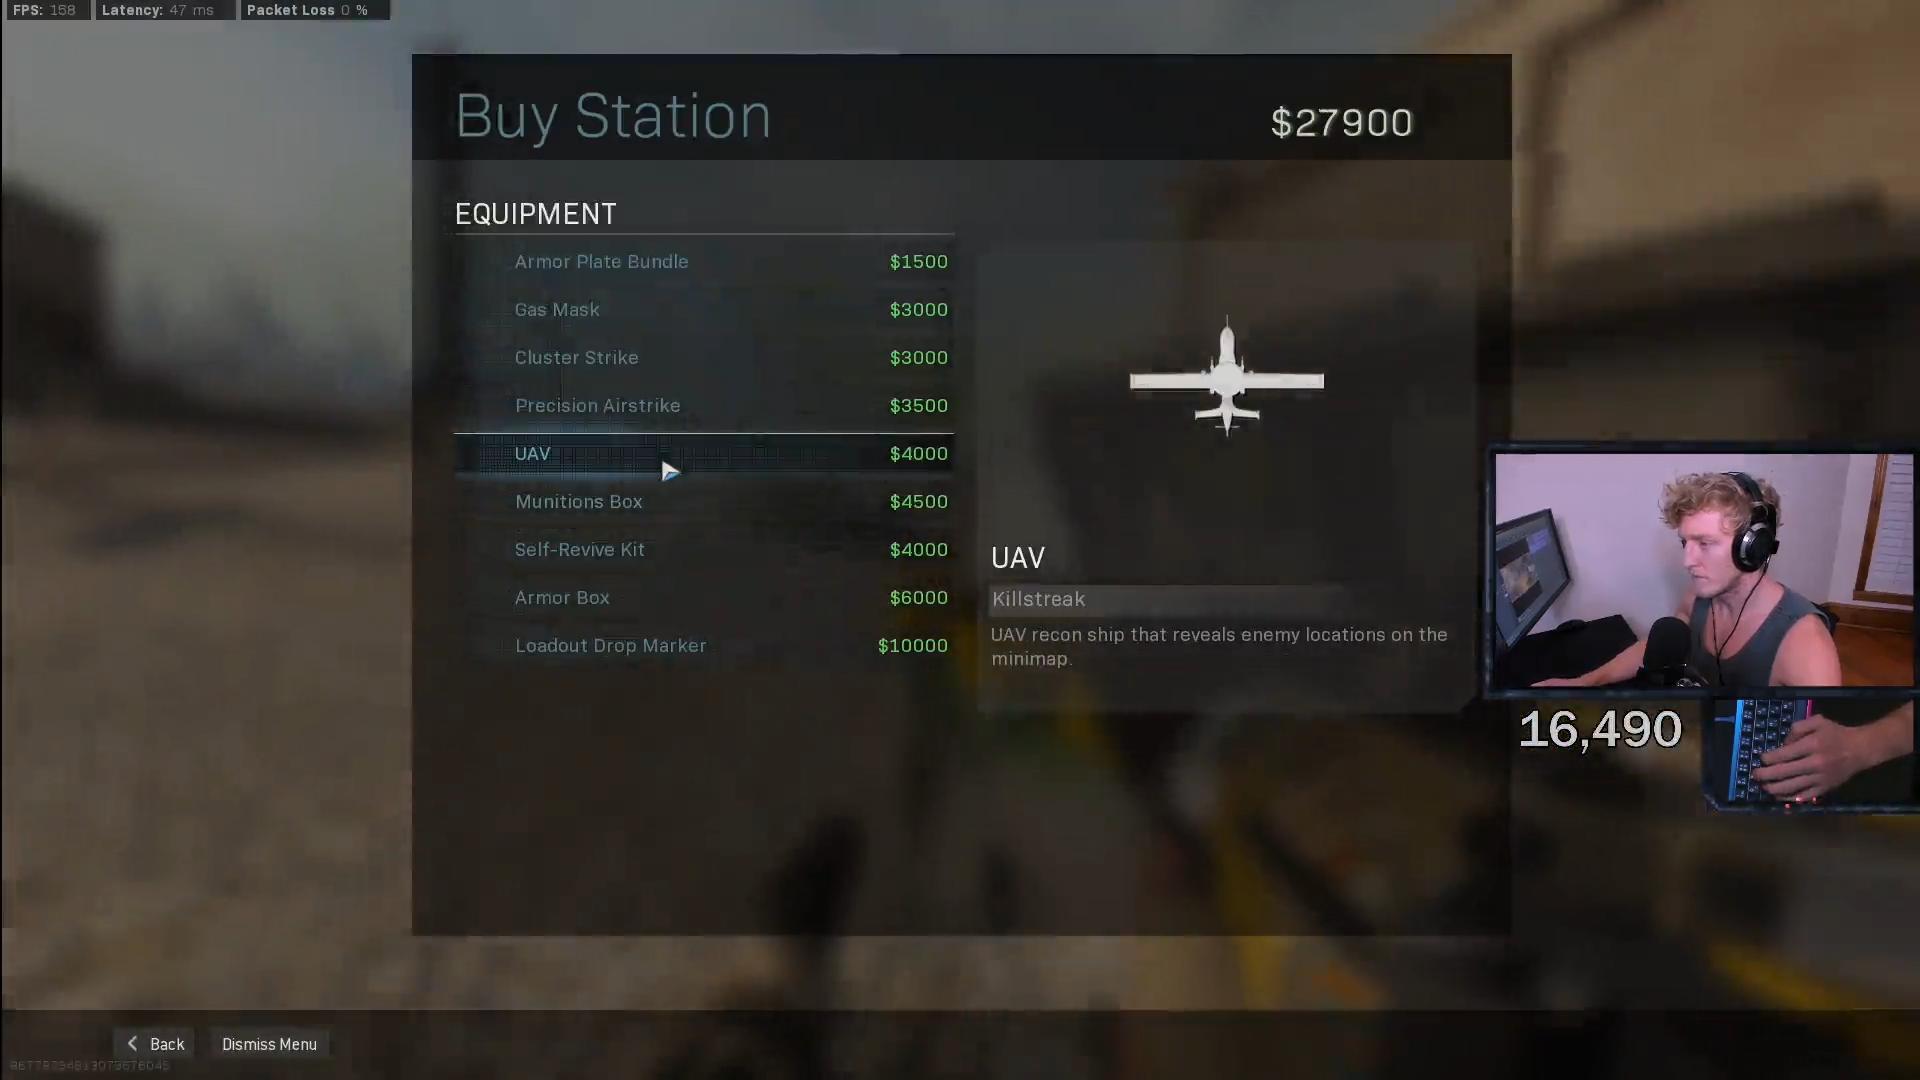 FPS: 158 Latency: 47 ms Packet Loss 0 %
Buy Station
$27900
EQUIPMENT
Armor Plate Bundle $1500
Gas Mask $3000
Cluster Strike $3000
Precision Airstrike $3500
UAV $4000
Munitions Box $4500
Self-Revive Kit $4000
Armor Box $6000
Loadout Drop Marker $10000
UAV
Killstreak
UAV recon ship that reveals enemy locations on the
minimap.
16,490
Back Dismiss Menu